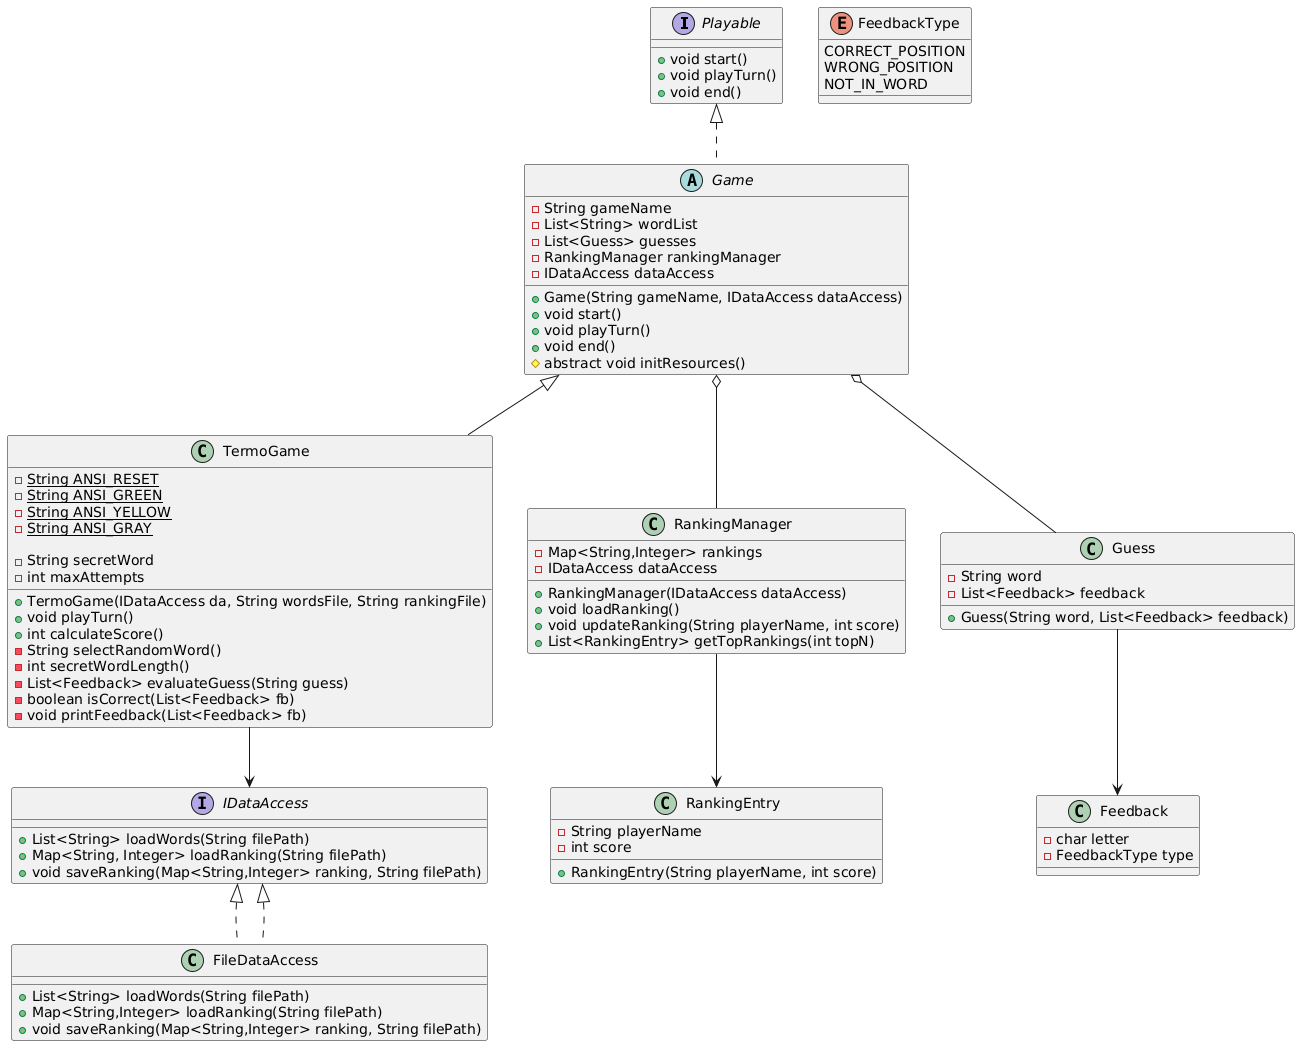 I Playable
void start()
void playTurn()
void end()
E FeedbackType
CORRECT_POSITION
WRONG_POSITION
NOT_IN_WORD
A Game
String gameName
List<String> wordList
List<Guess> guesses
RankingManager rankingManager
IDataAccess dataAccess
Game(String gameName, IDataAccess dataAccess)
void start()
void playTurn()
void end()
abstract void initResources()
C TermoGame
String ANSI_RESET
String ANSI_GREEN
String ANSI_YELLOW
String ANSI_GRAY
String secretWord
int maxAttempts
TermoGame(IDataAccess da, String wordsFile, String rankingFile)
void playTurn()
int calculateScore()
String selectRandomWord()
int secretWordLength()
List<Feedback> evaluateGuess(String guess)
boolean isCorrect(List<Feedback> fb)
void printFeedback(List<Feedback> fb)
C RankingManager
Map<String,Integer> rankings
IDataAccess dataAccess
RankingManager(IDataAccess dataAccess)
void loadRanking()
void updateRanking(String playerName, int score)
List<RankingEntry> getTopRankings(int topN)
C Guess
String word
List<Feedback> feedback
Guess(String word, List<Feedback> feedback)
I IDataAccess
List<String> loadWords(String filePath)
Map<String, Integer> loadRanking(String filePath)
void saveRanking(Map<String,Integer> ranking, String filePath)
C RankingEntry
String playerName
int score
RankingEntry(String playerName, int score)
C Feedback
char letter
FeedbackType type
C FileDataAccess
List<String> loadWords(String filePath)
Map<String,Integer> loadRanking(String filePath)
void saveRanking(Map<String,Integer> ranking, String filePath)